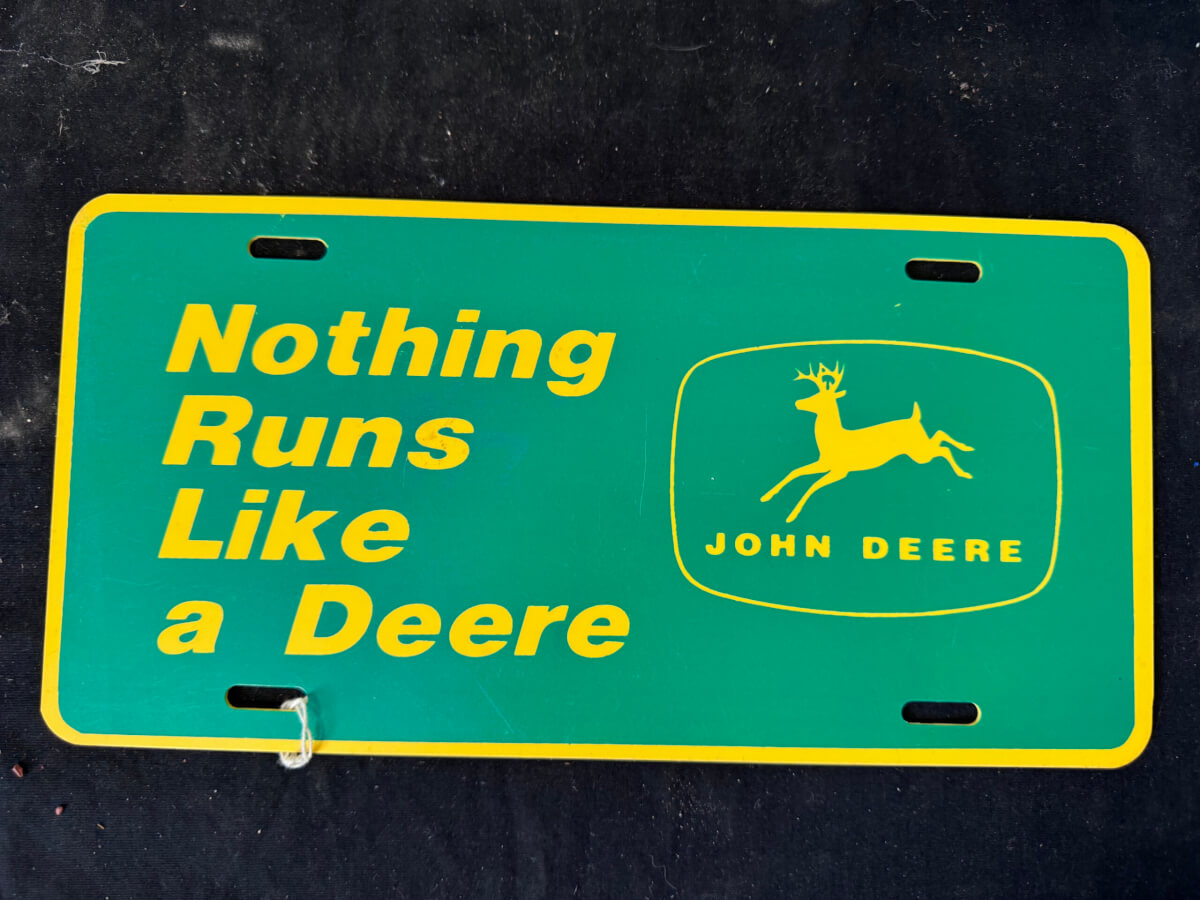 Nothing
Runs
Like
a Deere
JOHN DEERE